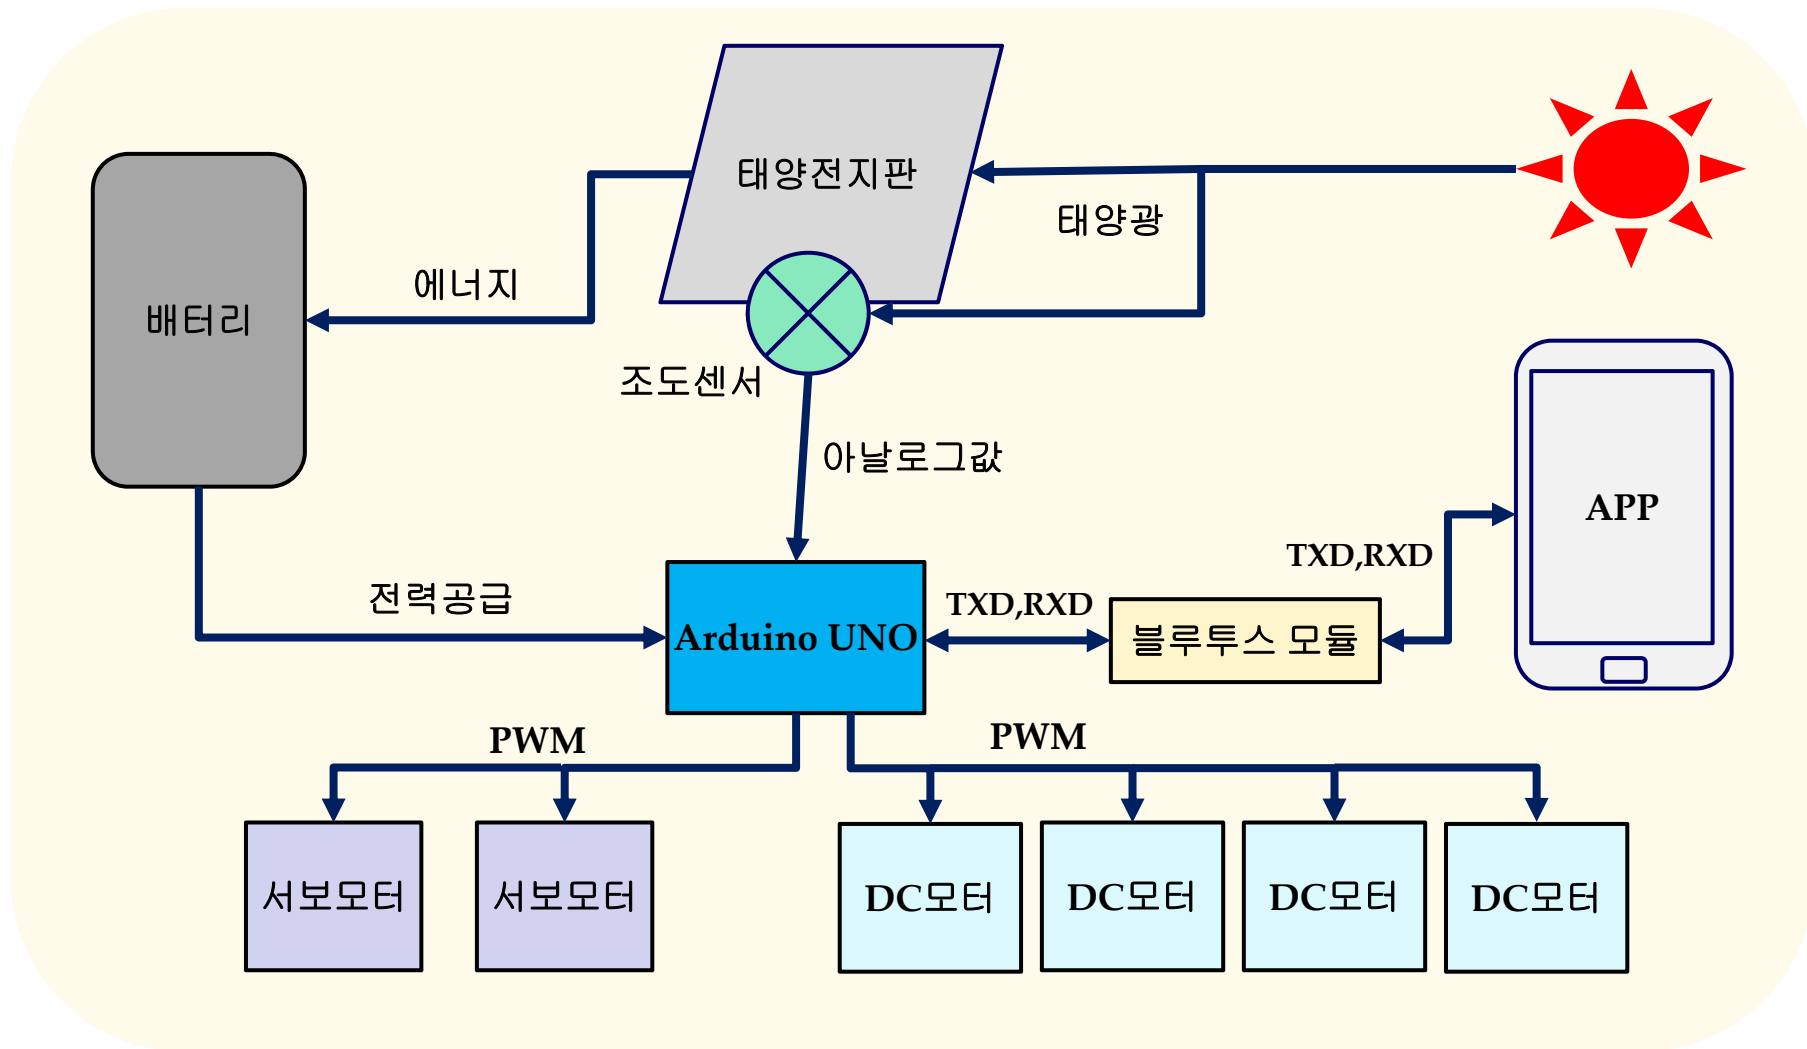 태양전지판
태양광
에너지
배터리
조도센서
아날로그값
APP
TXD,RXD
전력공급
TXD,RXD
Arduino UNO
블루투스 모듈
PWM
PWM
서보모터
서보모터
DC모터
DC모터
DC모터
DC모터